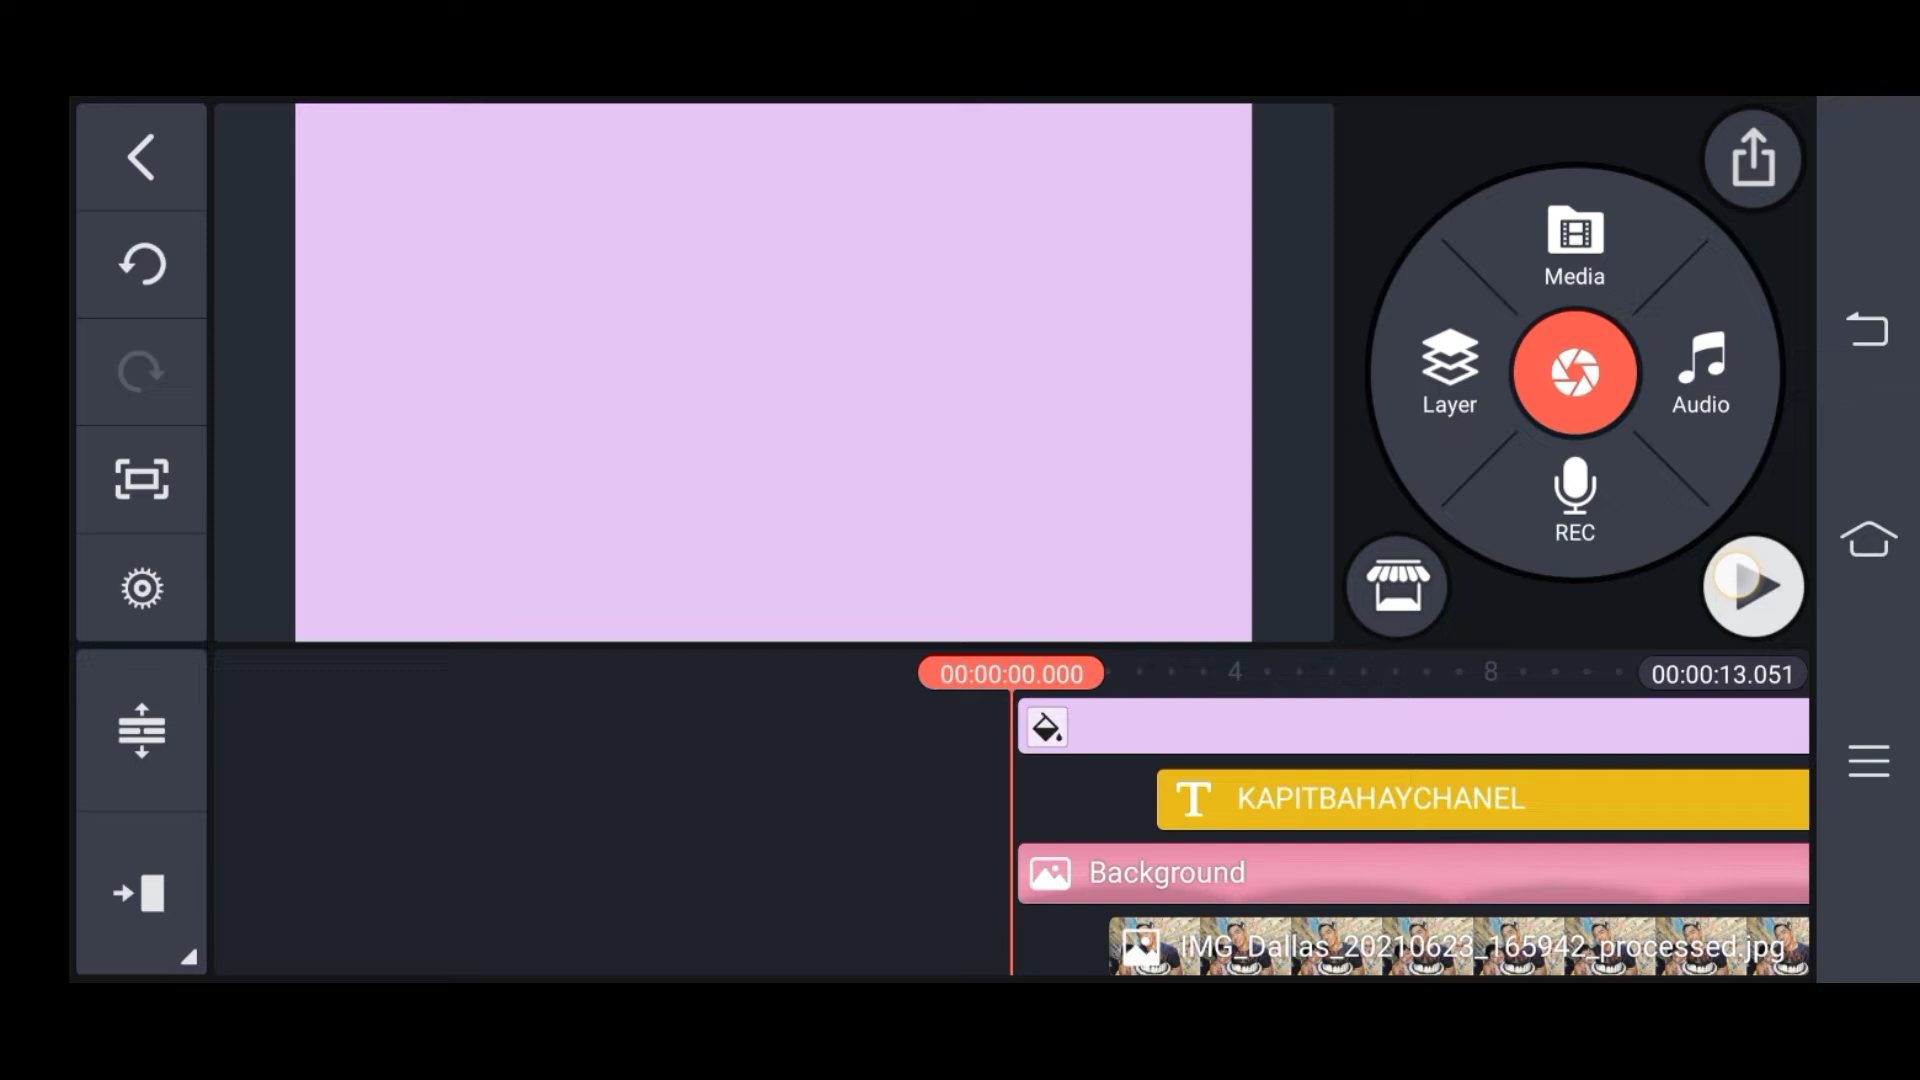 Media
Layer
Audio
REC
00:00:00.000
4
8
00:00:13.051
T KAPITBAHAYCHANEL
Background
IMG_Dallas_20210623_165942_processed.jpg